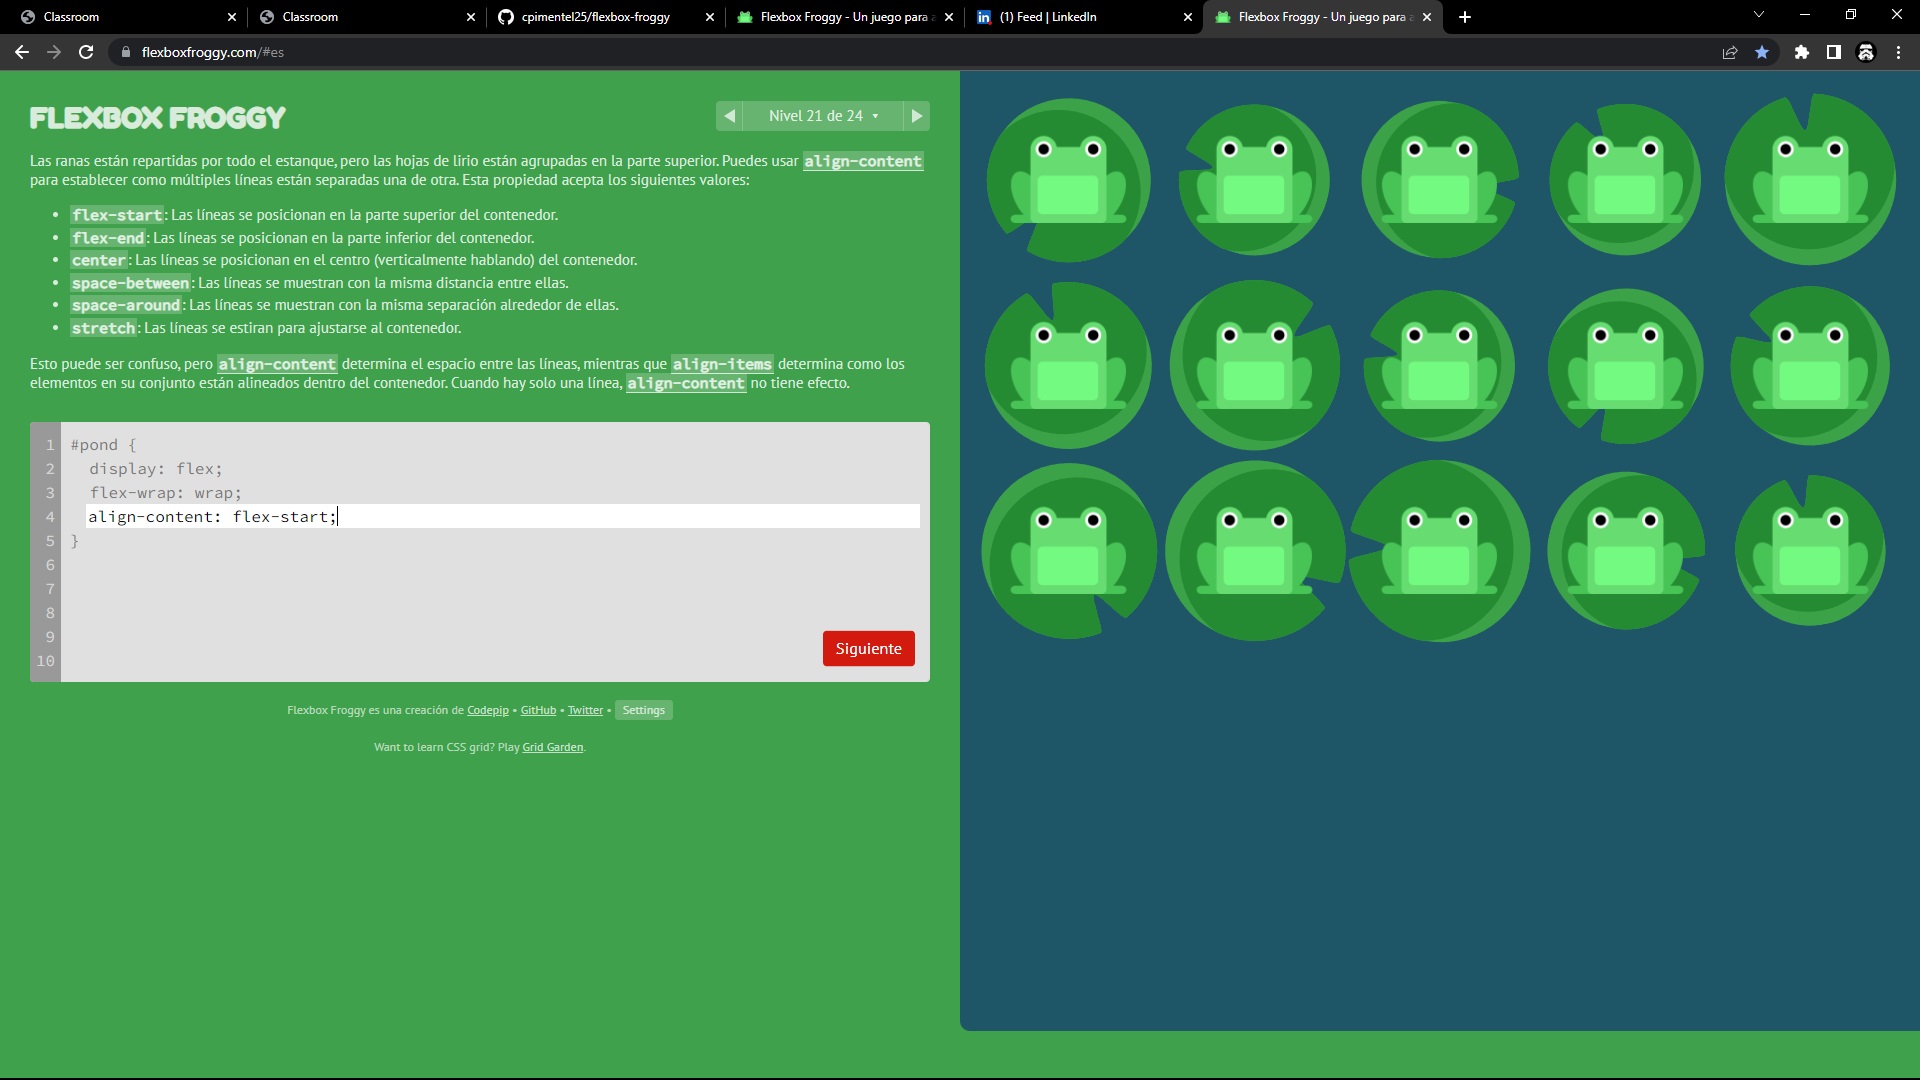 Classroom
Classroom
cpimentel25/flexbox-froggy
Flexbox Froggy - Un juego para a
(1) Feed | LinkedIn
Flexbox Froggy - Un juego para a
flexboxfroggy.com/#es
FLEXBOX FROGGY
Nivel 21 de 24
Las ranas están repartidas por todo el estanque, pero las hojas de lirio están agrupadas en la parte superior. Puedes usar align-content
para establecer como múltiples líneas están separadas una de otra. Esta propiedad acepta los siguientes valores:
• flex-start: Las líneas se posicionan en la parte superior del contenedor.
• flex-end: Las líneas se posicionan en la parte inferior del contenedor.
• center: Las líneas se posicionan en el centro (verticalmente hablando) del contenedor.
• space-between: Las líneas se muestran con la misma distancia entre ellas.
• space-around: Las líneas se muestran con la misma separación alrededor de ellas.
• stretch: Las líneas se estiran para ajustarse al contenedor.
Esto puede ser confuso, pero align-content determina el espacio entre las líneas, mientras que align-items determina como los
elementos en su conjunto están alineados dentro del contenedor. Cuando hay solo una línea, align-content no tiene efecto.
1 #pond {
2 display: flex;
3 flex-wrap: wrap;
4 align-content: flex-start;
5 }
6
7
8
9
10
Siguiente
Flexbox Froggy es una creación de Codepip • GitHub • Twitter • Settings
Want to learn CSS grid? Play Grid Garden.